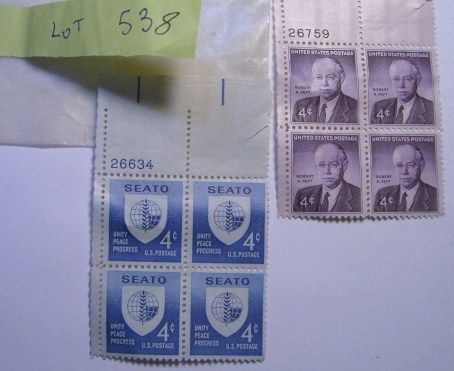 LOT 538
26759
UNITED STATES POSTAGE UNITED STATES POSTAGE
ROBERT A. TAFT ROBERT A. TAFT
4¢ 4¢
UNITED STATES POSTAGE UNITED STATES POSTAGE
ROBERT A. TAFT ROBERT A. TAFT
4¢ 4¢
26634
SEATO SEATO
UNITY PEACE PROGRESS 4¢ U.S. POSTAGE UNITY PEACE PROGRESS 4¢ U.S. POSTAGE
SEATO SEATO
UNITY PEACE PROGRESS 4¢ U.S. POSTAGE UNITY PEACE PROGRESS 4¢ U.S. POSTAGE